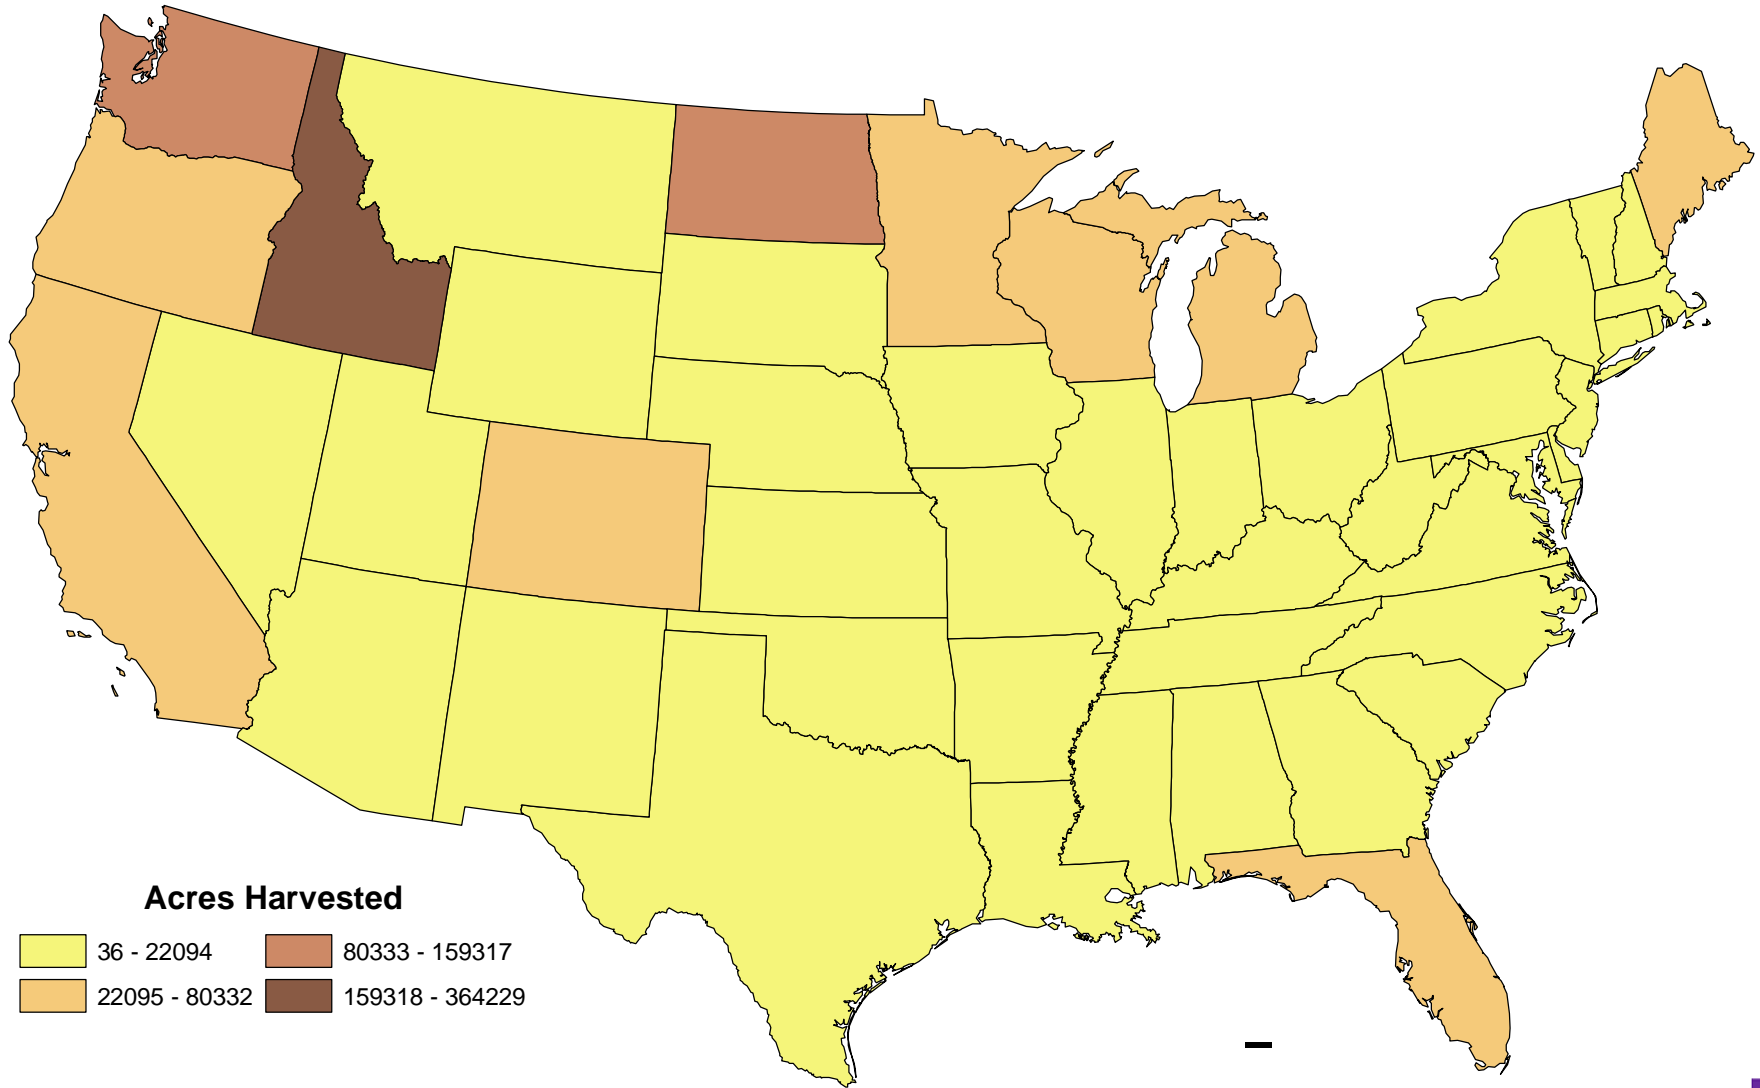 Acres Harvested
36 - 22094
22095 - 80332
80333 - 159317
159318 - 364229